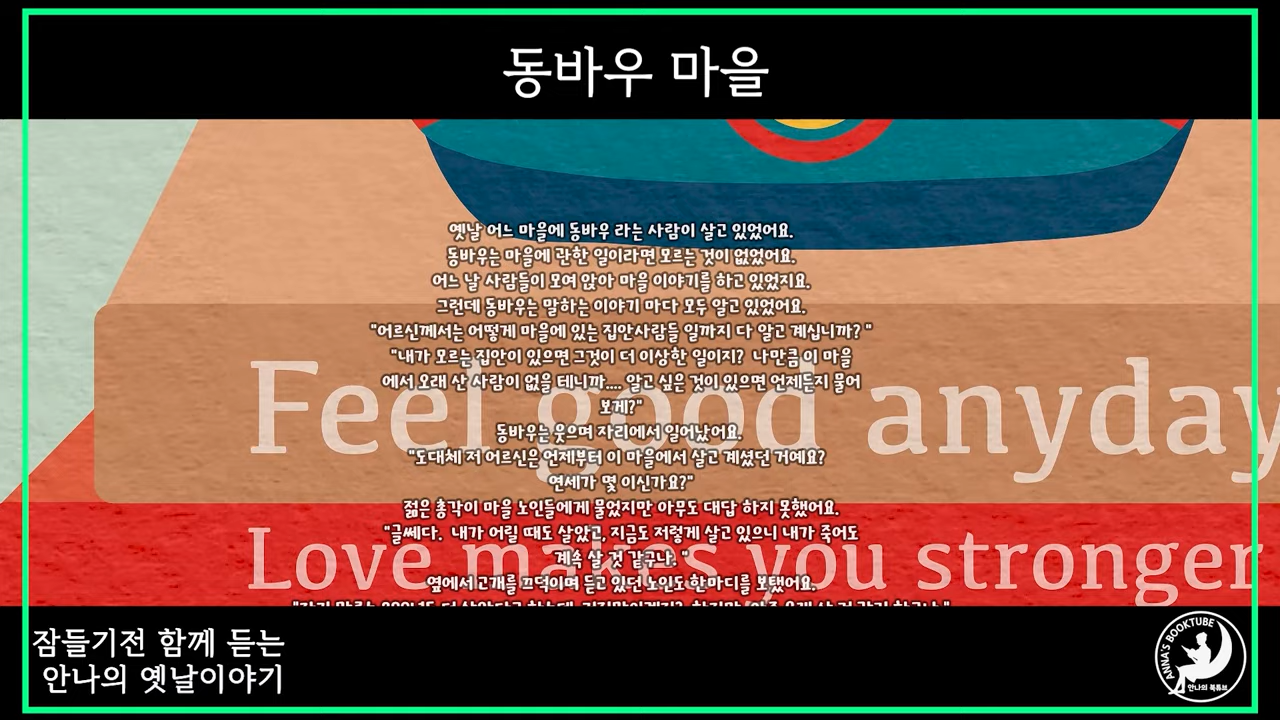 동바우 마을
옛날 어느 마을에 동바우 라는 사람이 살고 있었어요.
동바우는 마을에 관한 일이라면 모르는 것이 없었어요.
어느 날 사람들이 모여 앉아 마을 이야기를 하고 있었지요.
그런데 동바우는 말하는 이야기 마다 모두 알고 있었어요.
"어르신께서는 어떻게 마을에 있는 집안사람들 일까지 다 알고 계십니까? "
"내가 모르는 집안이 있으면 그것이 더 이상한 일이지? 나만큼 이 마을
에서 오래 산 사람이 없을 테니까.... 알고 싶은 것이 있으면 언제든지 물어
보게?"
동바우는 웃으며 자리에서 일어났어요.
"도대체 저 어르신은 언제부터 이 마을에서 살고 계셨던 거예요?
연세가 몇 이신가요?"
젊은 총각이 마을 노인들에게 물었지만 아무도 대답 하지 못했어요.
"글쎄다. 내가 어릴 때도 살았고, 지금도 저렇게 살고 있으니 내가 죽어도
계속 살 것 같구나. "
옆에서 고개를 끄덕이며 듣고 있던 노인도 한마디를 보탰어요.
Feel good anyday
Love makes you stronger
잠들기전 함께 듣는
안나의 옛날이야기
ANNA'S BOOKTUBE
안나의 북튜브